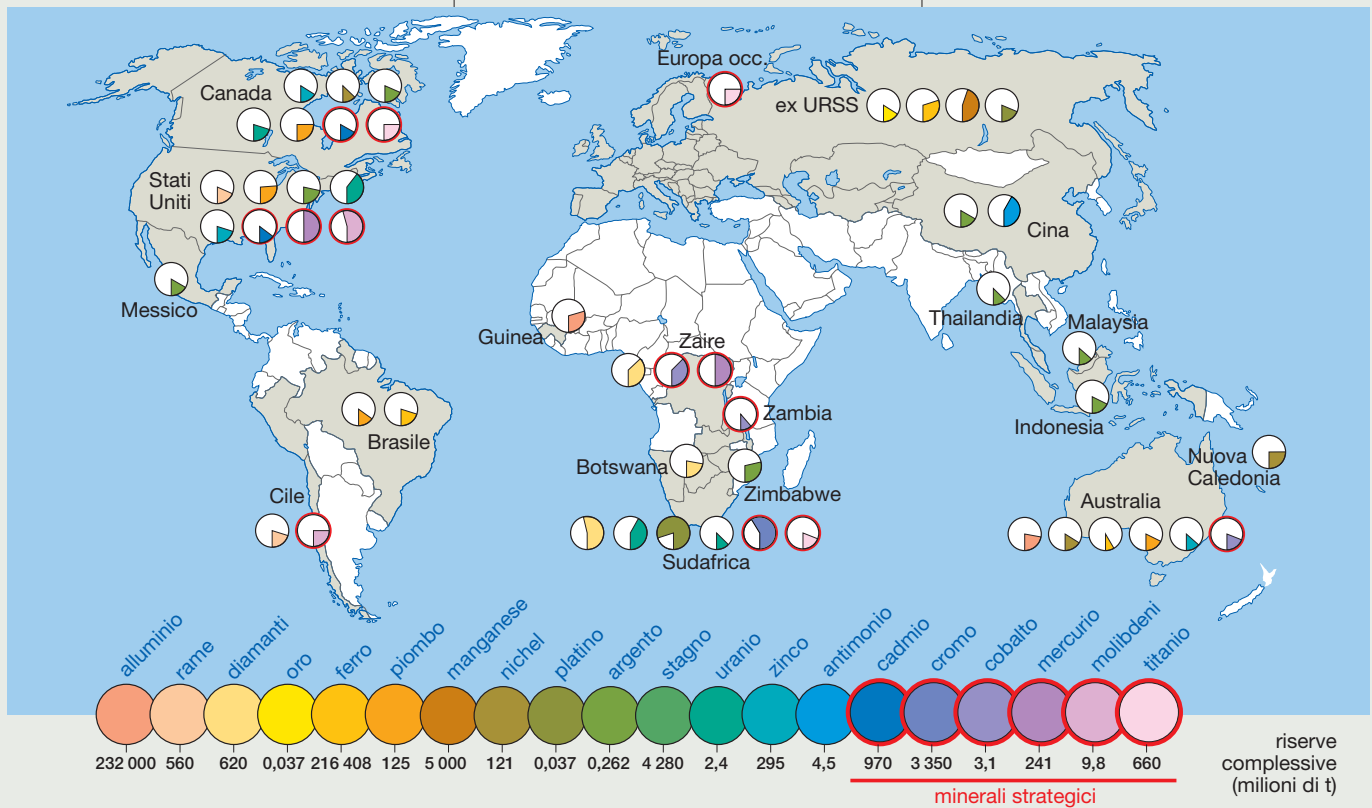 Europa occ.
Canada
ex URSS
Stati
Uniti
Cina
Messico
Thailandia
Malaysia
Guinea
Zaire
Zambia
Brasile
Indonesia
Botswana
Nuova
Caledonia
Zimbabwe
Cile
Australia
Sudafrica
alluminio
rame
diamanti
oro
ferro
piombo
manganese
nichel
platino
argento
stagno
uranio
zinco
antimonio
cadmio
cromo
cobalto
mercurio
molibdeni
titanio
232 000 560 620 0,037 216 408 125 5 000 121 0,037 0,262 4 280 2,4 295 4,5 970 3 350 3,1 241 9,8 660
riserve
complessive
(milioni di t)
minerali strategici